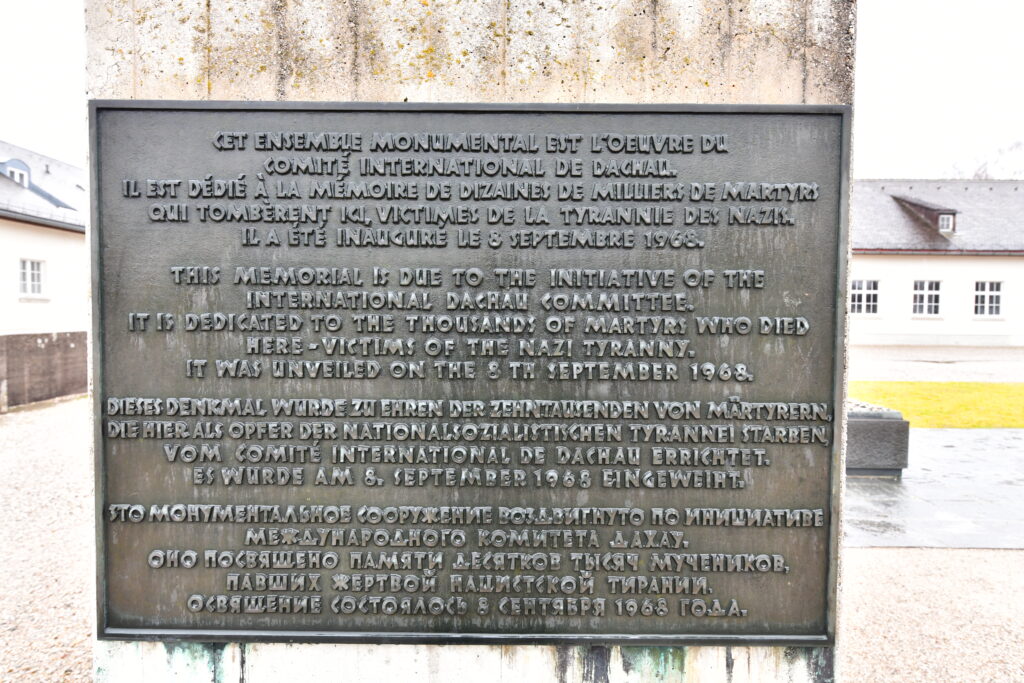 CET ENSEMBLE MONUMENTAL EST L'OEUVRE DU
COMITÉ INTERNATIONAL DE DACHAU.
IL EST DÉDIÉ À LA MÉMOIRE DE DIZAINES DE MILLIERS DE MARTYRS
QUI TOMBÈRENT ICI, VICTIMES DE LA TYRANNIE DES NAZIS.
IL A ÉTÉ INAUGURÉ LE 8 SEPTEMBRE 1968.
THIS MEMORIAL IS DUE TO THE INITIATIVE OF THE
INTERNATIONAL DACHAU COMMITTEE.
IT IS DEDICATED TO THE THOUSANDS OF MARTYRS WHO DIED
HERE - VICTIMS OF THE NAZI TYRANNY.
IT WAS UNVEILED ON THE 8 TH SEPTEMBER 1968.
DIESES DENKMAL WURDE ZU EHREN DER ZEHNTAUSENDEN VON MÄRTYRERN,
DIE HIER ALS OPFER DER NATIONALSOZIALISTISCHEN TYRANNEI STARBEN,
VOM COMITÉ INTERNATIONAL DE DACHAU ERRICHTET.
ES WURDE AM 8. SEPTEMBER 1968 EINGEWEIHT.
ЭТО МОНУМЕНТАЛЬНОЕ СООРУЖЕНИЕ ВОЗДВИГНУТО ПО ИНИЦИАТИВЕ
МЕЖДУНАРОДНОГО КОМИТЕТА ДАХАУ.
ОНО ПОСВЯЩЕНО ПАМЯТИ ДЕСЯТКОВ ТЫСЯЧ МУЧЕНИКОВ,
ПАВШИХ ЖЕРТВОЙ НАЦИСТСКОЙ ТИРАНИИ.
ОСВЯЩЕНИЕ СОСТОЯЛОСЬ 8 СЕНТЯБРЯ 1968 ГОДА.